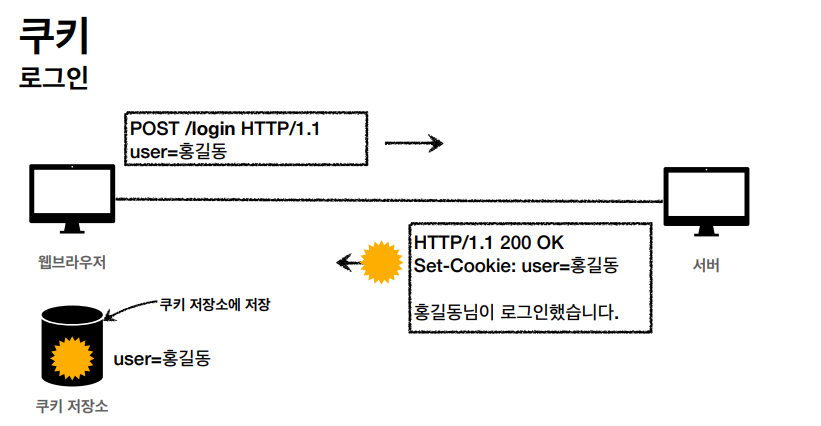 쿠키
로그인
POST /login HTTP/1.1
user=홍길동
웹브라우저
서버
HTTP/1.1 200 OK
Set-Cookie: user=홍길동
홍길동님이 로그인했습니다.
쿠키 저장소에 저장
user=홍길동
쿠키 저장소